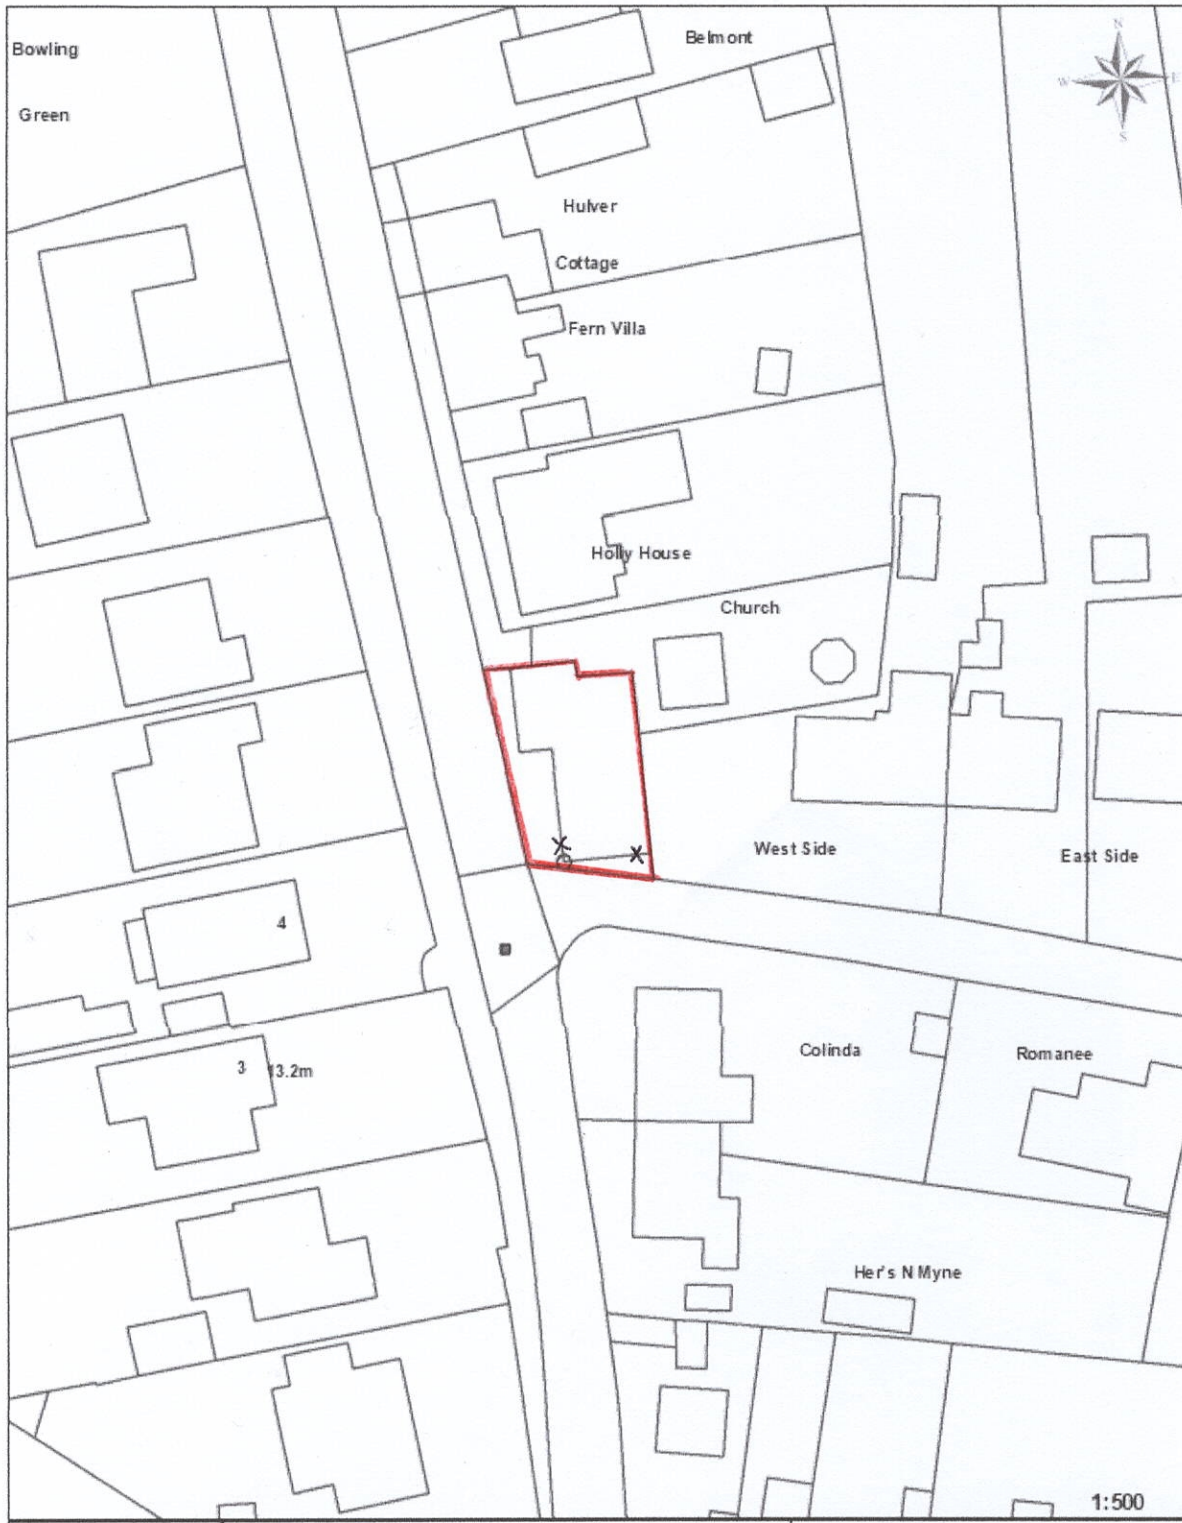 Bowling
Green
Belmont
N
W
E
S
Hulver
Cottage
Fern Villa
Holly House
Church
West Side
East Side
4
3
13.2m
Colinda
Romanee
Her's N Myne
1:500